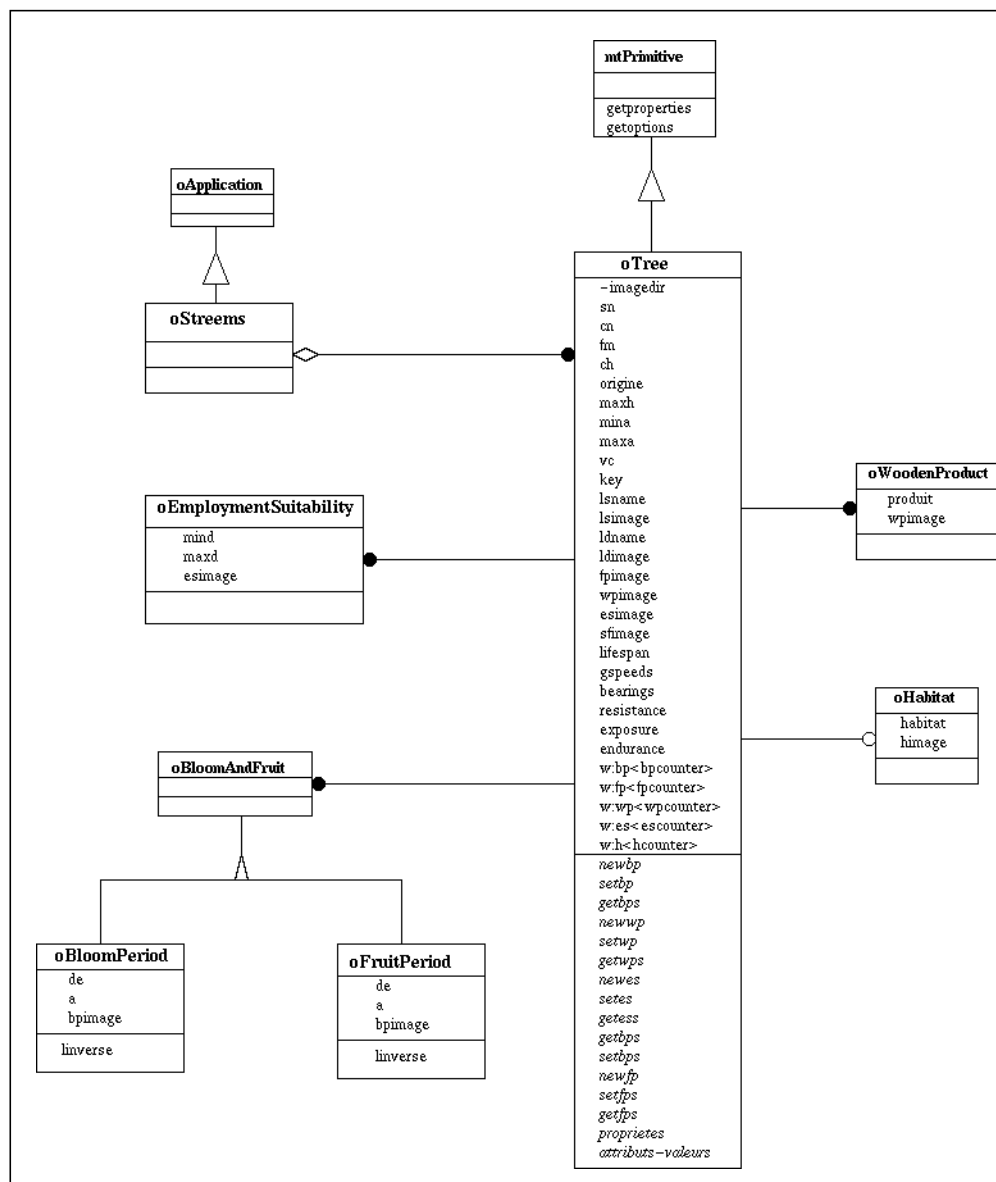 mtPrimitive
getproperties
getoptions
oApplication
oStreems
oTree
-imagedir
sn
cn
fm
ch
origine
maxh
mina
maxa
vc
key
lsname
lsimage
ldname
ldimage
fpimage
wpimage
esimage
sfimage
lifespan
gspeeds
bearings
resistance
exposure
endurance
w:bp<bpcounter>
w:fp<fpcounter>
w:wp<wpcounter>
w:es<escounter>
w:h<hcounter>
newbp
setbp
getbps
newwp
setwp
getwps
newes
setes
getess
getbps
setbps
newfp
setfps
getfps
proprietes
attributs-valeurs
oWoodenProduct
produit
wpimage
oEmploymentSuitability
mind
maxd
esimage
oHabitat
habitat
himage
oBloomAndFruit
oBloomPeriod
de
a
bpimage
linverse
oFruitPeriod
de
a
bpimage
linverse